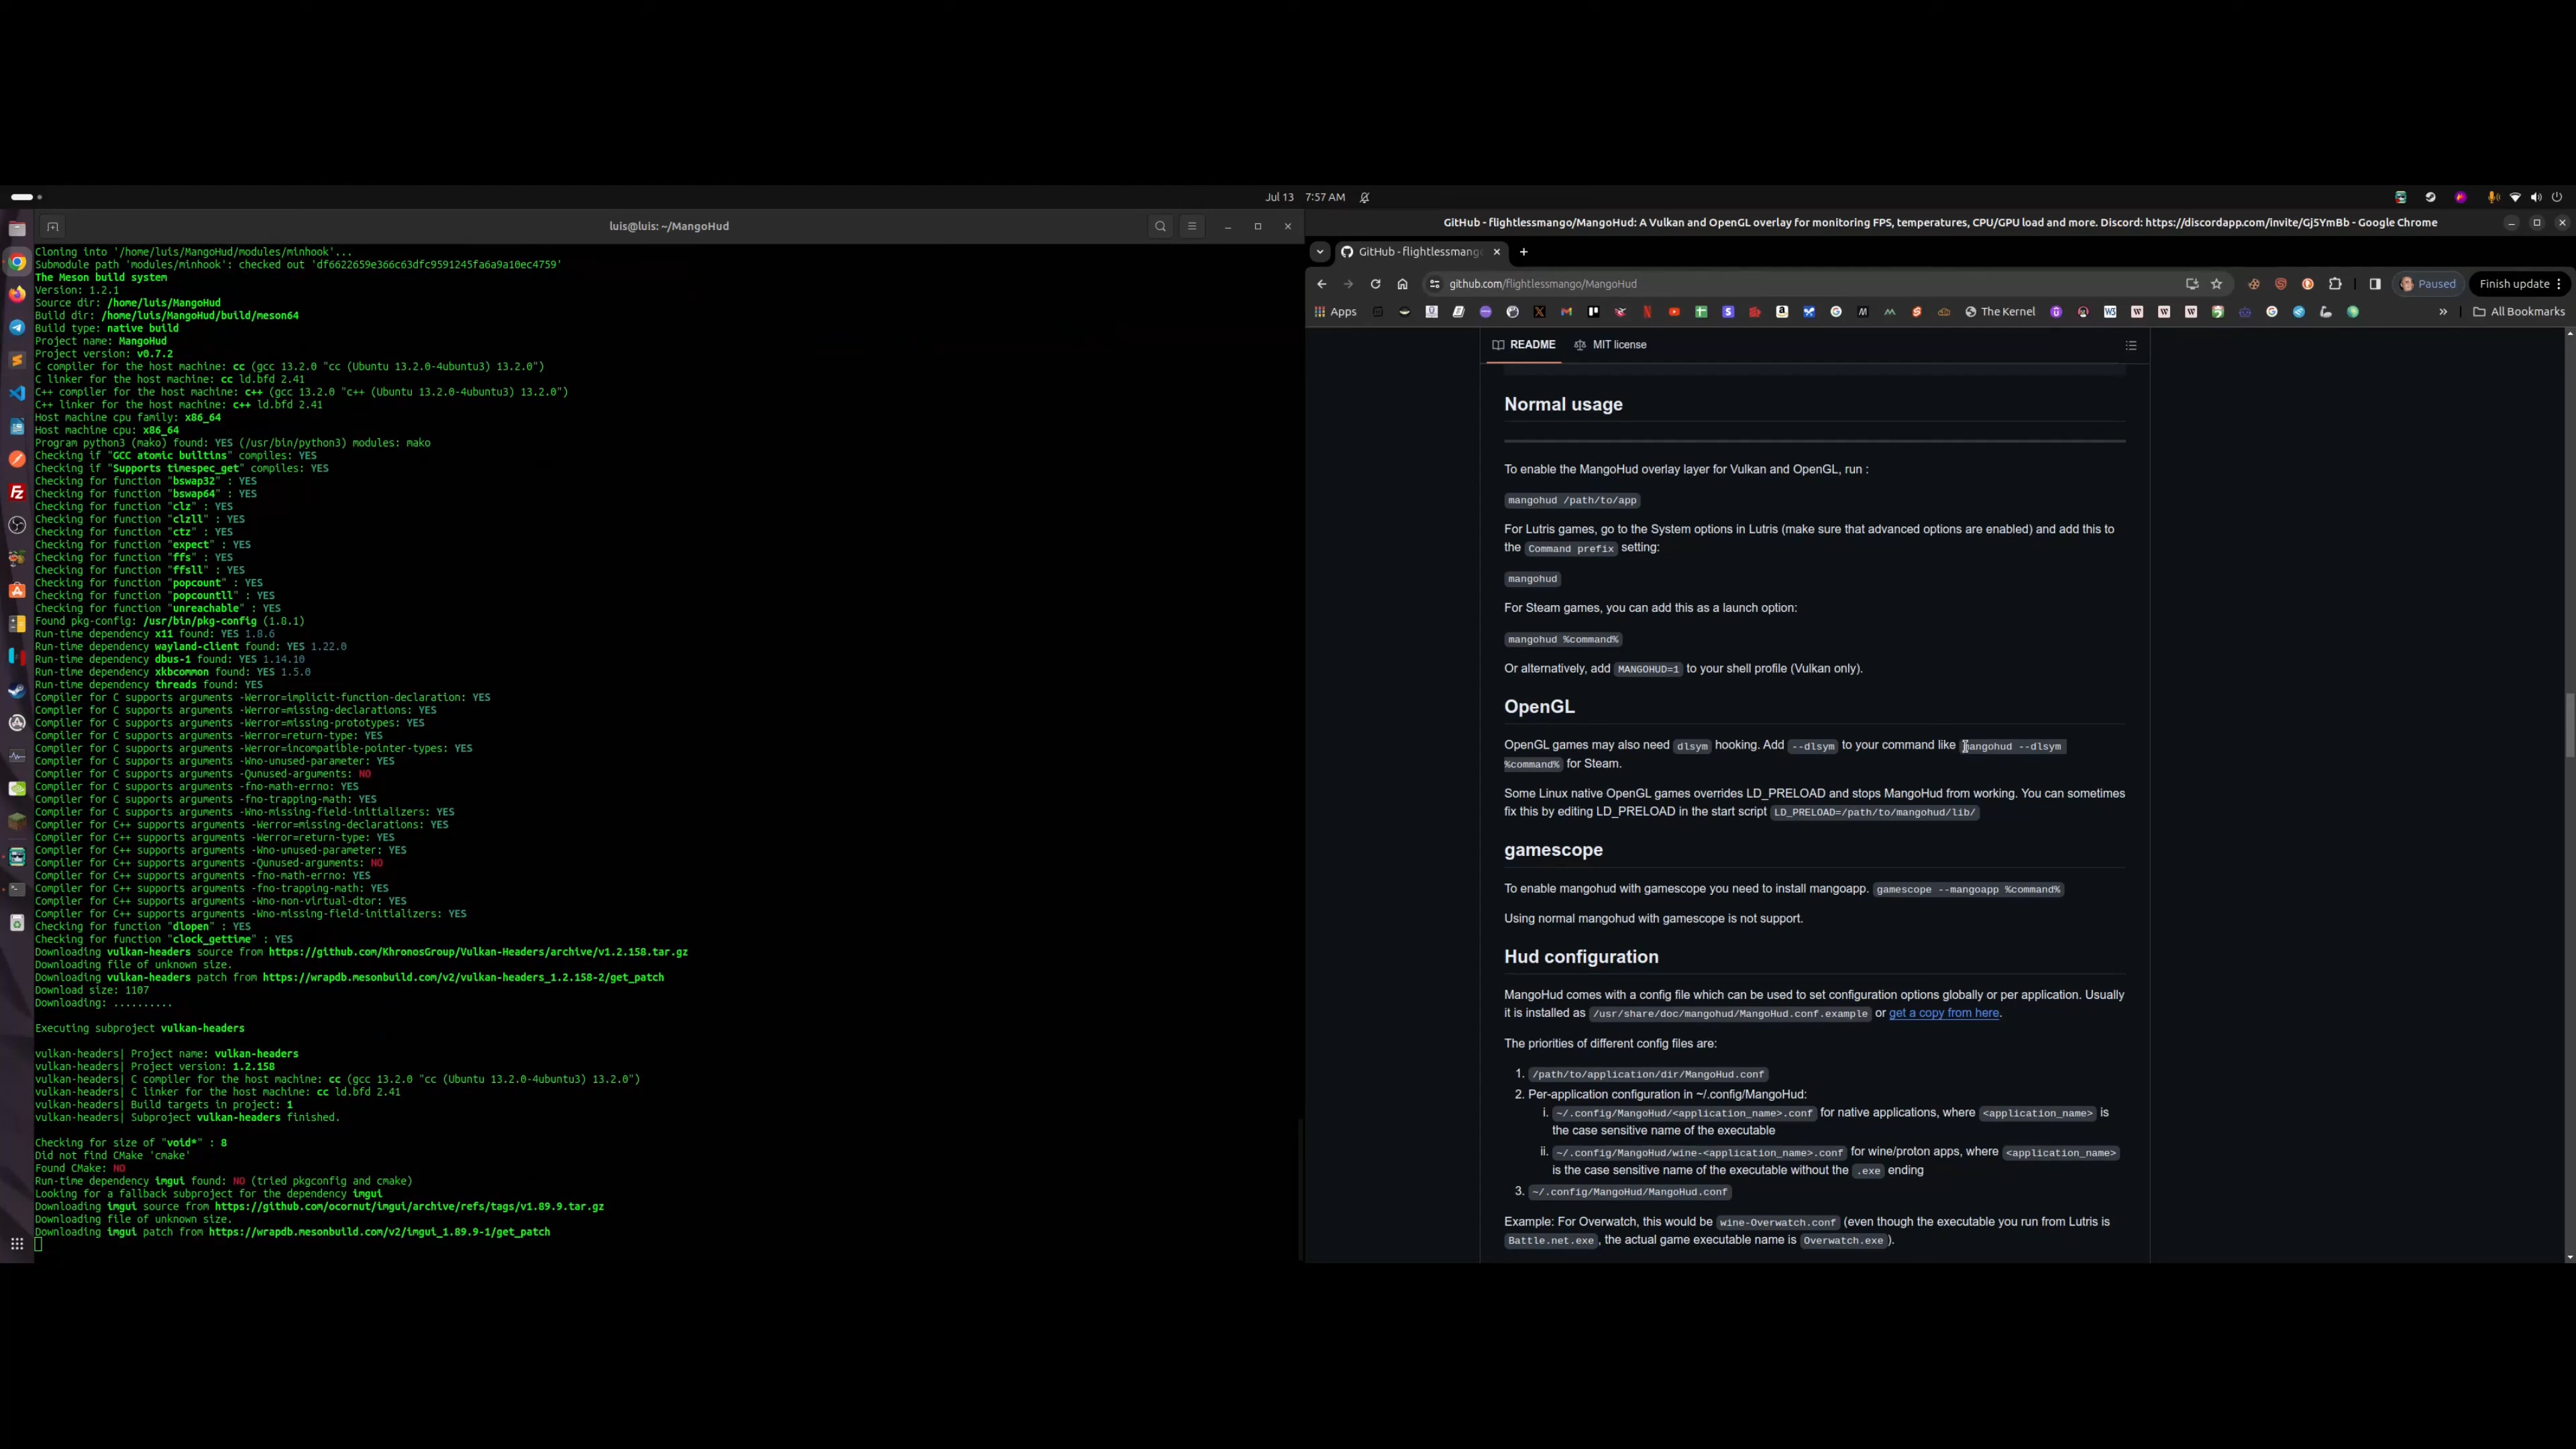 Jul 13 7:57 AM
luis@luis: ~/MangoHud
Cloning into '/home/luis/MangoHud/modules/minhook'...
Submodule path 'modules/minhook': checked out 'df6622659e366c63dfc9591245fa6a9a10ec4759'
The Meson build system
Version: 1.2.1
Source dir: /home/luis/MangoHud
Build dir: /home/luis/MangoHud/build/meson64
Build type: native build
Project name: MangoHud
Project version: v0.7.2
C compiler for the host machine: cc (gcc 13.2.0 "cc (Ubuntu 13.2.0-4ubuntu3) 13.2.0")
C linker for the host machine: cc ld.bfd 2.41
C++ compiler for the host machine: c++ (gcc 13.2.0 "c++ (Ubuntu 13.2.0-4ubuntu3) 13.2.0")
C++ linker for the host machine: c++ ld.bfd 2.41
Host machine cpu family: x86_64
Host machine cpu: x86_64
Program python3 (mako) found: YES (/usr/bin/python3) modules: mako
Checking if "GCC atomic builtins" compiles: YES
Checking if "Supports timespec_get" compiles: YES
Checking for function "bswap32" : YES
Checking for function "bswap64" : YES
Checking for function "clz" : YES
Checking for function "clzll" : YES
Checking for function "ctz" : YES
Checking for function "expect" : YES
Checking for function "ffs" : YES
Checking for function "ffsll" : YES
Checking for function "popcount" : YES
Checking for function "popcountll" : YES
Checking for function "unreachable" : YES
Found pkg-config: /usr/bin/pkg-config (1.8.1)
Run-time dependency x11 found: YES 1.8.6
Run-time dependency wayland-client found: YES 1.22.0
Run-time dependency dbus-1 found: YES 1.14.10
Run-time dependency xkbcommon found: YES 1.5.0
Run-time dependency threads found: YES
Compiler for C supports arguments -Werror=implicit-function-declaration: YES
Compiler for C supports arguments -Werror=missing-declarations: YES
Compiler for C supports arguments -Werror=missing-prototypes: YES
Compiler for C supports arguments -Werror=return-type: YES
Compiler for C supports arguments -Werror=incompatible-pointer-types: YES
Compiler for C supports arguments -Wno-unused-parameter: YES
Compiler for C supports arguments -Qunused-arguments: NO
Compiler for C supports arguments -fno-math-errno: YES
Compiler for C supports arguments -fno-trapping-math: YES
Compiler for C supports arguments -Wno-missing-field-initializers: YES
Compiler for C++ supports arguments -Werror=missing-declarations: YES
Compiler for C++ supports arguments -Werror=return-type: YES
Compiler for C++ supports arguments -Wno-unused-parameter: YES
Compiler for C++ supports arguments -Qunused-arguments: NO
Compiler for C++ supports arguments -fno-math-errno: YES
Compiler for C++ supports arguments -fno-trapping-math: YES
Compiler for C++ supports arguments -Wno-non-virtual-dtor: YES
Compiler for C++ supports arguments -Wno-missing-field-initializers: YES
Checking for function "dlopen" : YES
Checking for function "clock_gettime" : YES
Downloading vulkan-headers source from https://github.com/KhronosGroup/Vulkan-Headers/archive/v1.2.158.tar.gz
Downloading file of unknown size.
Downloading vulkan-headers patch from https://wrapdb.mesonbuild.com/v2/vulkan-headers_1.2.158-2/get_patch
Download size: 1107
Downloading: ..........
Executing subproject vulkan-headers
vulkan-headers| Project name: vulkan-headers
vulkan-headers| Project version: 1.2.158
vulkan-headers| C compiler for the host machine: cc (gcc 13.2.0 "cc (Ubuntu 13.2.0-4ubuntu3) 13.2.0")
vulkan-headers| C linker for the host machine: cc ld.bfd 2.41
vulkan-headers| Build targets in project: 1
vulkan-headers| Subproject vulkan-headers finished.
Checking for size of "void*" : 8
Did not find CMake 'cmake'
Found CMake: NO
Run-time dependency imgui found: NO (tried pkgconfig and cmake)
Looking for a fallback subproject for the dependency imgui
Downloading imgui source from https://github.com/ocornut/imgui/archive/refs/tags/v1.89.9.tar.gz
Downloading file of unknown size.
Downloading imgui patch from https://wrapdb.mesonbuild.com/v2/imgui_1.89.9-1/get_patch
GitHub - flightlessmango/MangoHud: A Vulkan and OpenGL overlay for monitoring FPS, temperatures, CPU/GPU load and more. Discord: https://discordapp.com/invite/Gj5YmBb - Google Chrome
GitHub - flightlessmang
github.com/flightlessmango/MangoHud
Paused
Finish update
Apps
The Kernel
All Bookmarks
README
MIT license
Normal usage
To enable the MangoHud overlay layer for Vulkan and OpenGL, run :
mangohud /path/to/app
For Lutris games, go to the System options in Lutris (make sure that advanced options are enabled) and add this to
the Command prefix setting:
mangohud
For Steam games, you can add this as a launch option:
mangohud %command%
Or alternatively, add MANGOHUD=1 to your shell profile (Vulkan only).
OpenGL
OpenGL games may also need dlsym hooking. Add --dlsym to your command like mangohud --dlsym
%command% for Steam.
Some Linux native OpenGL games overrides LD_PRELOAD and stops MangoHud from working. You can sometimes
fix this by editing LD_PRELOAD in the start script LD_PRELOAD=/path/to/mangohud/lib/
gamescope
To enable mangohud with gamescope you need to install mangoapp. gamescope --mangoapp %command%
Using normal mangohud with gamescope is not support.
Hud configuration
MangoHud comes with a config file which can be used to set configuration options globally or per application. Usually
it is installed as /usr/share/doc/mangohud/MangoHud.conf.example or get a copy from here.
The priorities of different config files are:
1. /path/to/application/dir/MangoHud.conf
2. Per-application configuration in ~/.config/MangoHud:
i. ~/.config/MangoHud/<application_name>.conf for native applications, where <application_name> is
the case sensitive name of the executable
ii. ~/.config/MangoHud/wine-<application_name>.conf for wine/proton apps, where <application_name>
is the case sensitive name of the executable without the .exe ending
3. ~/.config/MangoHud/MangoHud.conf
Example: For Overwatch, this would be wine-Overwatch.conf (even though the executable you run from Lutris is
Battle.net.exe, the actual game executable name is Overwatch.exe).